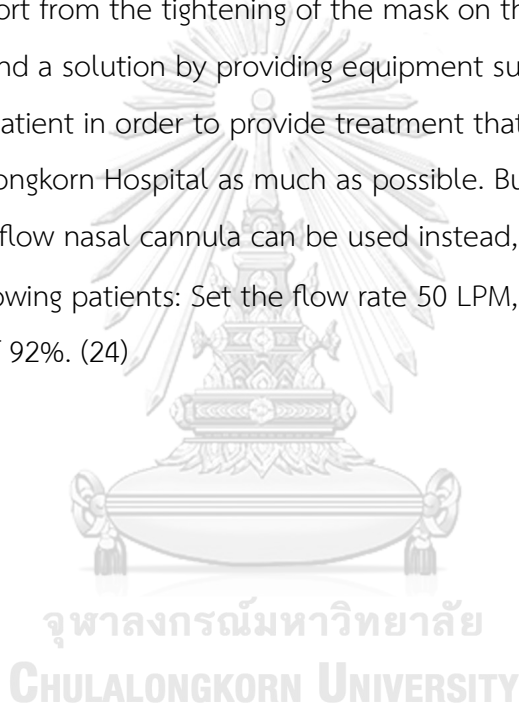 ort from the tightening of the mask on th
nd a solution by providing equipment su
atient in order to provide treatment that
ongkorn Hospital as much as possible. Bu
flow nasal cannula can be used instead,
owing patients: Set the flow rate 50 LPM,
92%. (24)
จุฬาลงกรณ์มหาวิทยาลัย
CHULALONGKORN UNIVERSITY